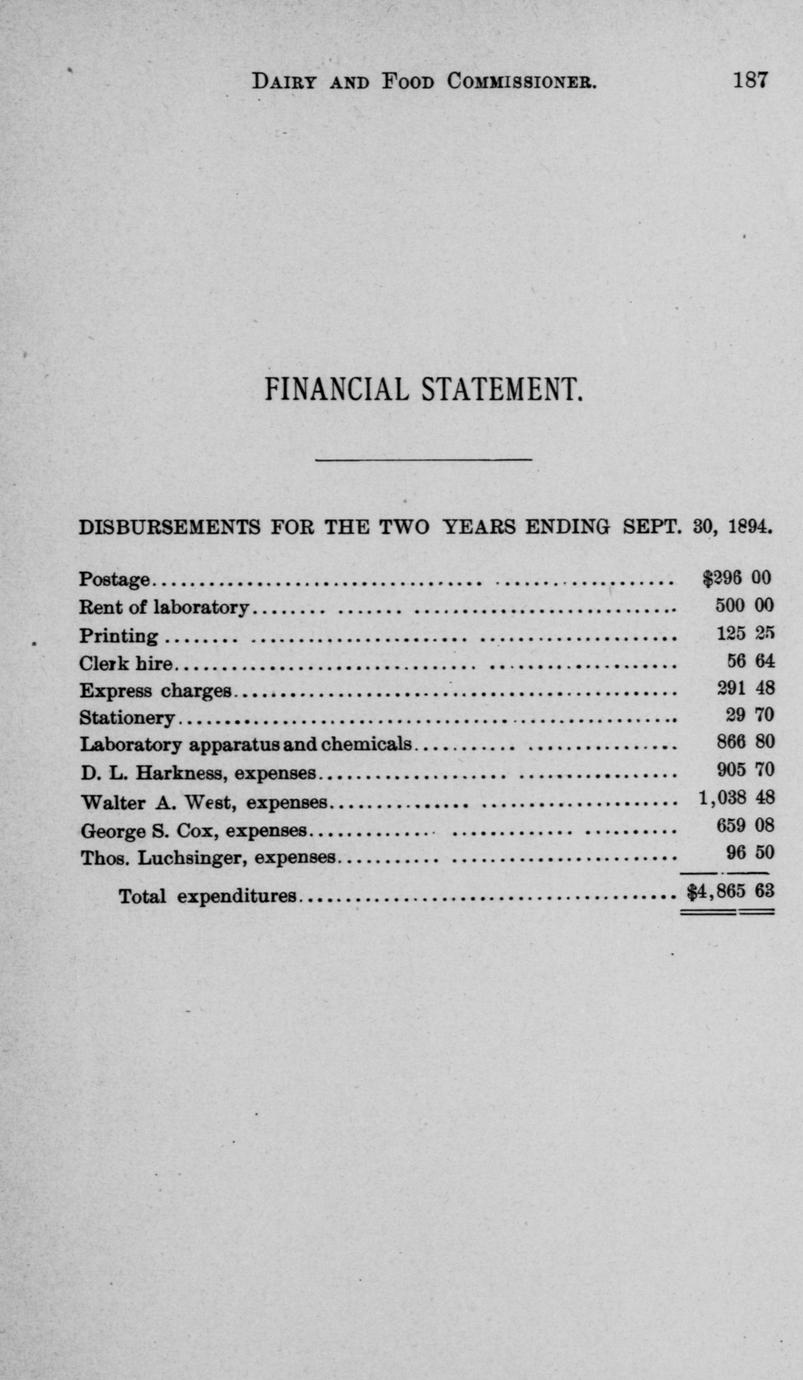 DAIRY AND FOOD COMMISSIONER. 187
FINANCIAL STATEMENT.
DISBURSEMENTS FOR THE TWO YEARS ENDING SEPT. 30, 1894.
Postage.......... $296 00
Rent of laboratory.......... 500 00
Printing.......... 125 25
Clerk hire.......... 56 64
Express charges.......... 291 48
Stationery.......... 29 70
Laboratory apparatus and chemicals.......... 866 80
D. L. Harkness, expenses.......... 905 70
Walter A. West, expenses.......... 1,038 48
George S. Cox, expenses.......... 659 08
Thos. Luchsinger, expenses.......... 96 50
Total expenditures.......... $4,865 63